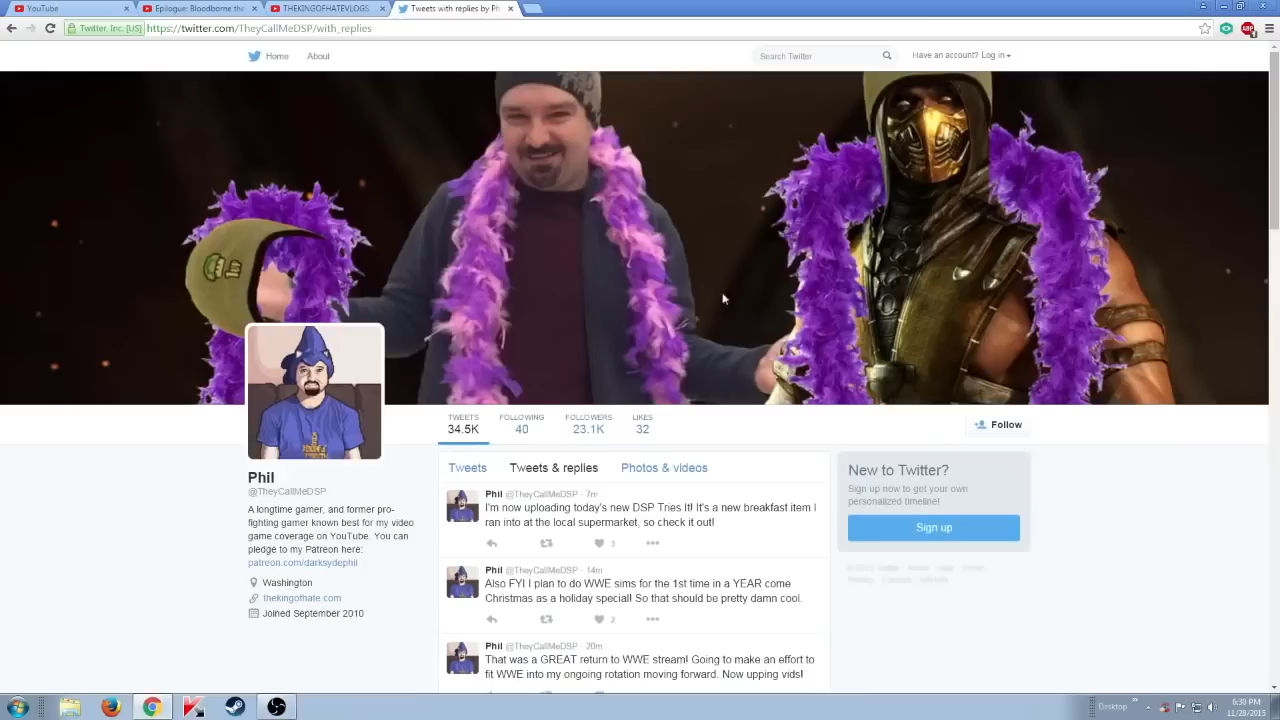 YouTube
Epilogue: Bloodborne the
THEKINGOFHATEVLOGS
Tweets with replies by Ph
Twitter, Inc. [US] https://twitter.com/TheyCallMeDSP/with_replies
Home About Search Twitter Have an account? Log in
TWEETS FOLLOWING FOLLOWERS LIKES
34.5K 40 23.1K 32
Follow
Phil
@TheyCallMeDSP
A longtime gamer, and former pro-
fighting gamer known best for my video
game coverage on YouTube. You can
pledge to my Patreon here:
patreon.com/darksydephil
Washington
thekingofhate.com
Joined September 2010
Tweets Tweets & replies Photos & videos
Phil @TheyCallMeDSP · 7m
I'm now uploading today's new DSP Tries It! It's a new breakfast item I
ran into at the local supermarket, so check it out!
3
Phil @TheyCallMeDSP · 14m
Also FYI I plan to do WWE sims for the 1st time in a YEAR come
Christmas as a holiday special! So that should be pretty damn cool.
2
Phil @TheyCallMeDSP · 20m
That was a GREAT return to WWE stream! Going to make an effort to
fit WWE into my ongoing rotation moving forward. Now upping vids!
New to Twitter?
Sign up now to get your own
personalized timeline!
Sign up
Desktop
6:30 PM
11/28/2015